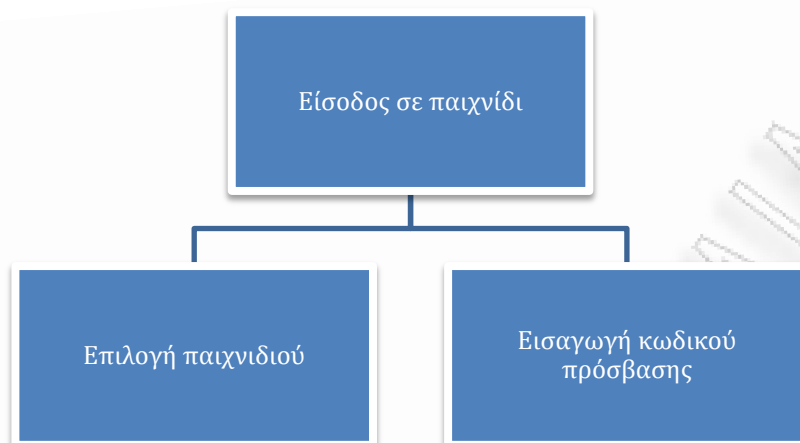 Είσοδος σε παιχνίδι
Επιλογή παιχνιδιού
Εισαγωγή κωδικού
πρόσβασης